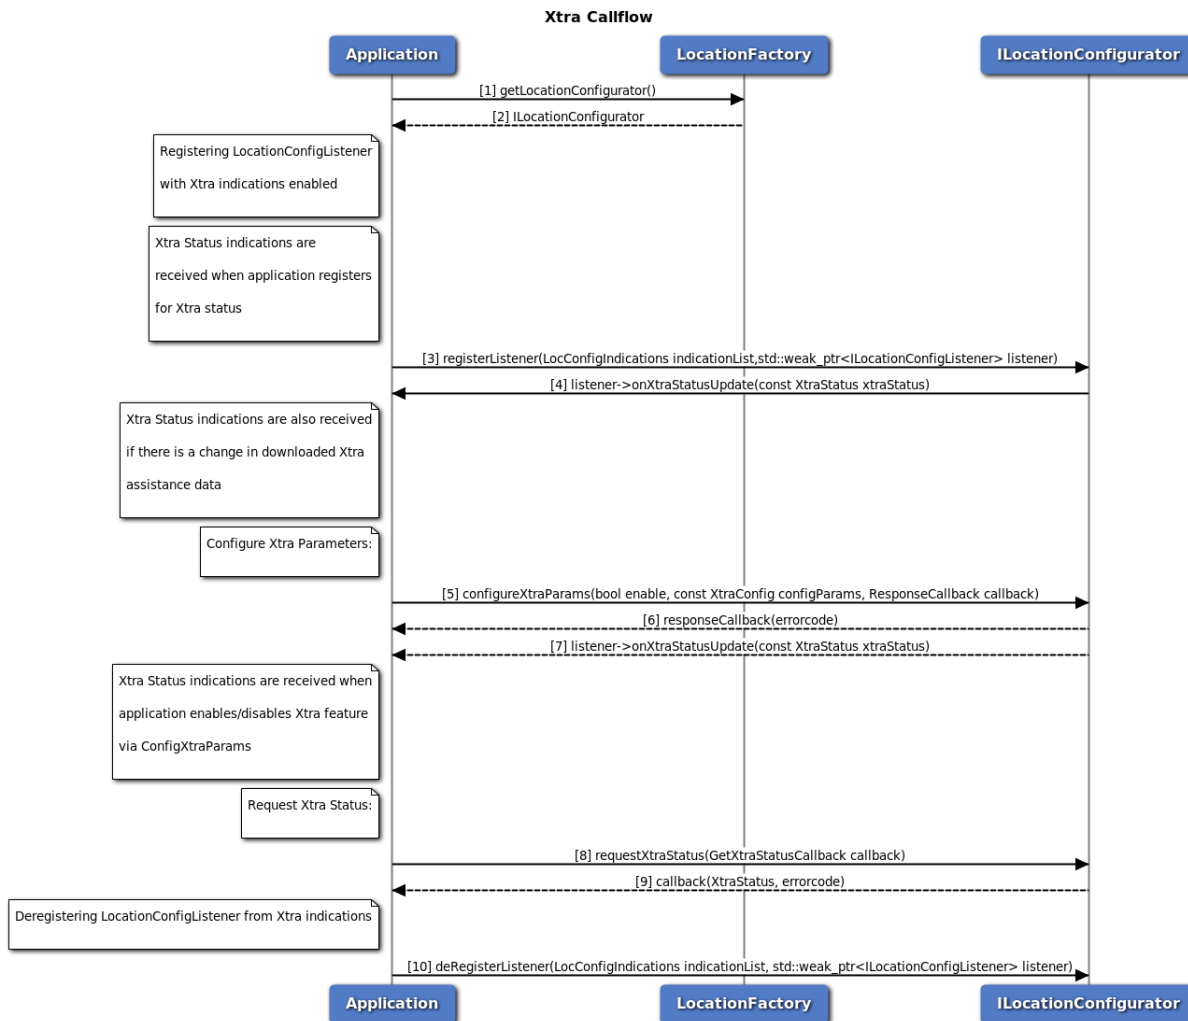 Xtra Callflow
Application
LocationFactory
ILocationConfigurator
[1] getLocationConfigurator()
[2] ILocationConfigurator
Registering LocationConfigListener
with Xtra indications enabled
Xtra Status indications are
received when application registers
for Xtra status
[3] registerListener(LocConfigIndications indicationList,std::weak_ptr<ILocationConfigListener> listener)
[4] listener->onXtraStatusUpdate(const XtraStatus xtraStatus)
Xtra Status indications are also received
if there is a change in downloaded Xtra
assistance data
Configure Xtra Parameters:
[5] configureXtraParams(bool enable, const XtraConfig configParams, ResponseCallback callback)
[6] responseCallback(errorcode)
[7] listener->onXtraStatusUpdate(const XtraStatus xtraStatus)
Xtra Status indications are received when
application enables/disables Xtra feature
via ConfigXtraParams
Request Xtra Status:
[8] requestXtraStatus(GetXtraStatusCallback callback)
[9] callback(XtraStatus, errorcode)
Deregistering LocationConfigListener from Xtra indications
[10] deRegisterListener(LocConfigIndications indicationList, std::weak_ptr<ILocationConfigListener> listener)
Application
LocationFactory
ILocationConfigurator